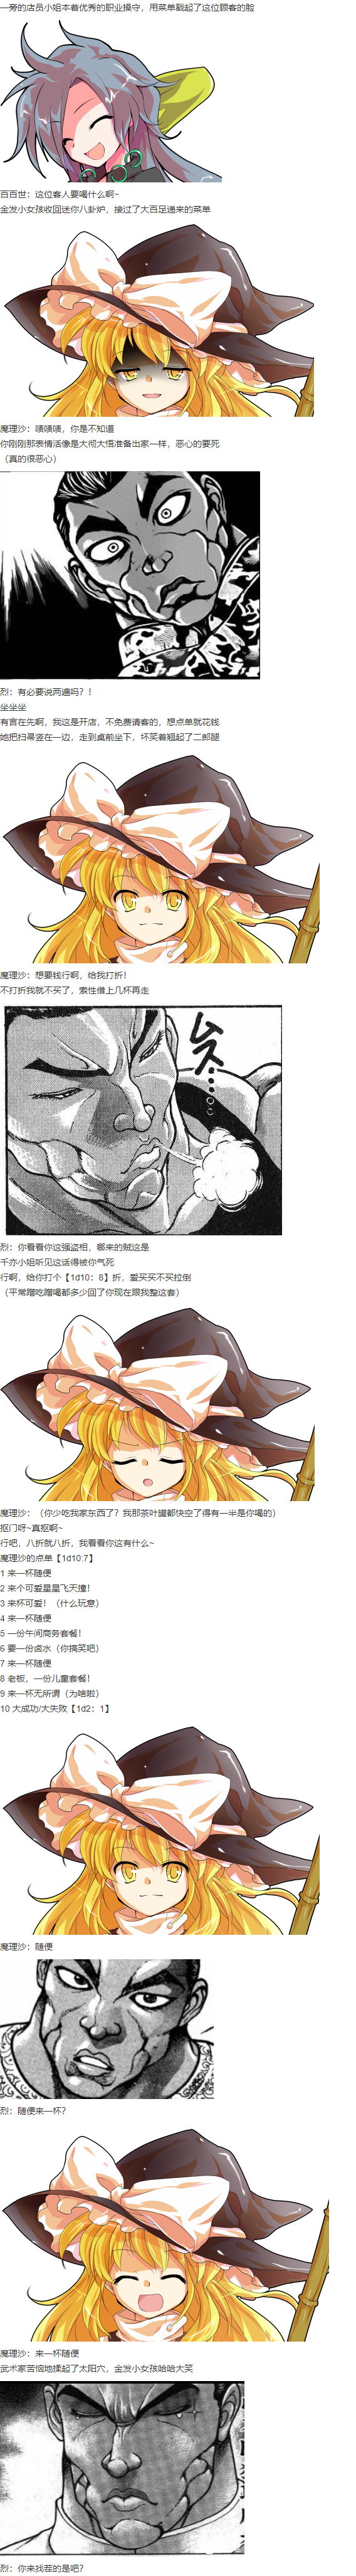 一旁的店员小姐本着优秀的职业操守，用菜单戳起了这位顾客的脸
百百世：这位客人要喝什么啊~
金发小女孩收回迷你八卦炉，接过了大百足递来的菜单
魔理沙：啧啧啧，你是不知道
你刚刚那表情活像是大彻大悟准备出家一样，恶心的要死
（真的很恶心）
烈：有必要说两遍吗？！
坐坐坐
有言在先啊，我这是开店，不免费请客的，想点单就花钱
她把扫帚竖在一边，走到桌前坐下，坏笑着翘起了二郎腿
魔理沙：想要钱行啊，给我打折！
不打折我就不买了，索性借上几杯再走
烈：你看看你这强盗相，哪来的贼这是
千亦小姐听见这话得被你气死
行啊，给你打个【1d10：8】折，爱买买不买拉倒
（平常蹭吃蹭喝都多少回了你现在跟我整这套）
魔理沙：（你少吃我家东西了？我那茶叶罐都快空了得有一半是你喝的）
抠门呀~真抠啊~
行吧，八折就八折，我看看你这有什么~
魔理沙的点单【1d10:7】
1 来一杯随便
2 来个可爱星星飞天撞！
3 来杯可爱！（什么玩意）
4 来一杯随便
5 一份午间商务套餐！
6 要一份卤水（你搞笑吧）
7 来一杯随便
8 老板，一份儿童套餐！
9 来一杯无所谓（为啥啦）
10 大成功/大失败【1d2：1】
魔理沙：随便
烈：随便来一杯？
魔理沙：来一杯随便
武术家苦恼地揉起了太阳穴，金发小女孩哈哈大笑
烈：你来找茬的是吧？